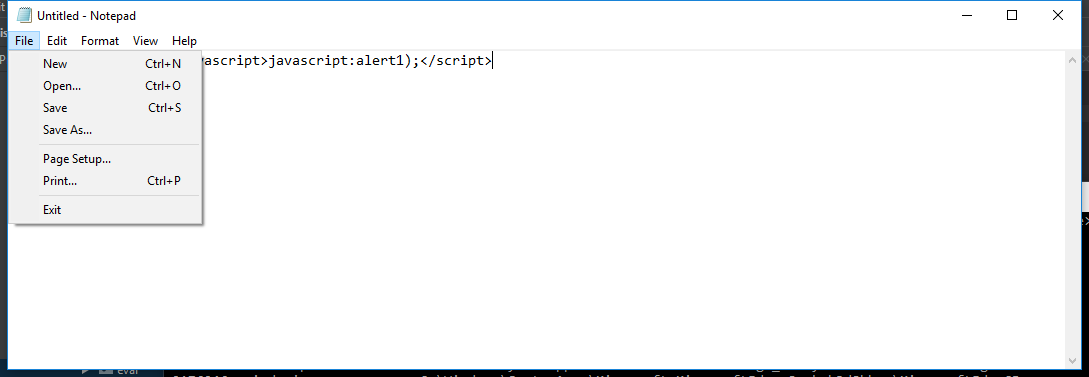 Untitled - Notepad
File Edit Format View Help
vascript>javascript:alert1);</script>
New Ctrl+N
Open... Ctrl+O
Save Ctrl+S
Save As...
Page Setup...
Print... Ctrl+P
Exit
eval